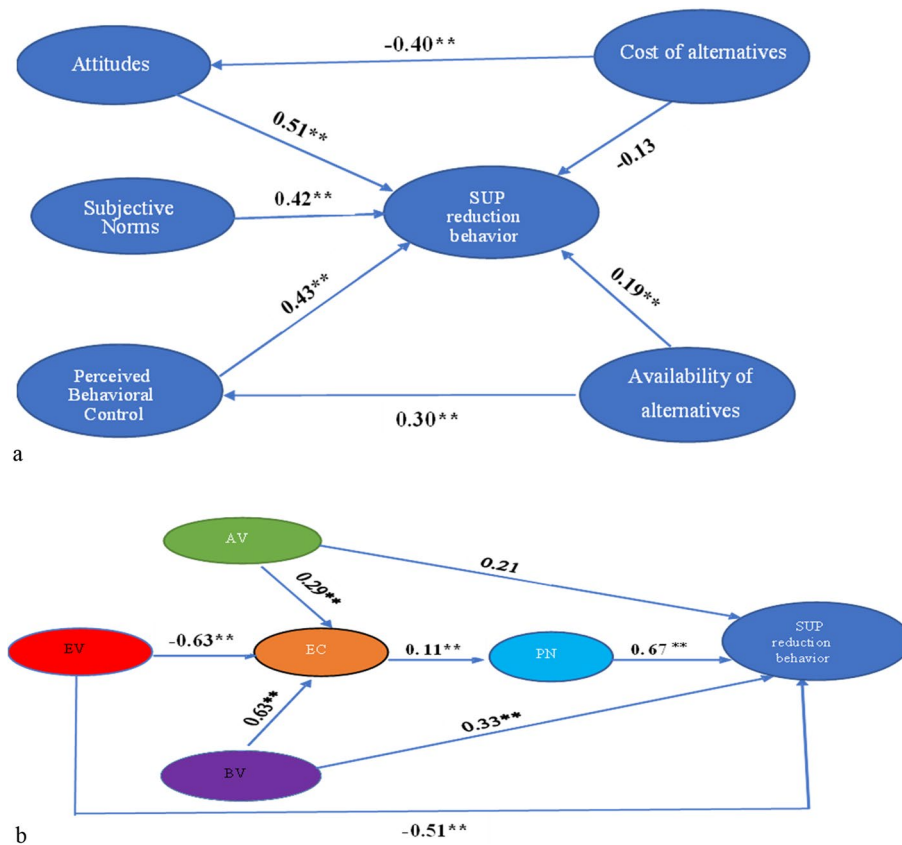 Attitudes
-0.40**
Cost of alternatives
0.51**
-0.13
Subjective
Norms
0.42**
SUP
reduction
behavior
0.43**
0.19**
Perceived
Behavioral
Control
Availability of
alternatives
0.30**
a
AV
0.21
0.29**
EV
-0.63**
EC
0.11**
PN
0.67 **
SUP
reduction
behavior
0.63**
0.33**
BV
-0.51**
b